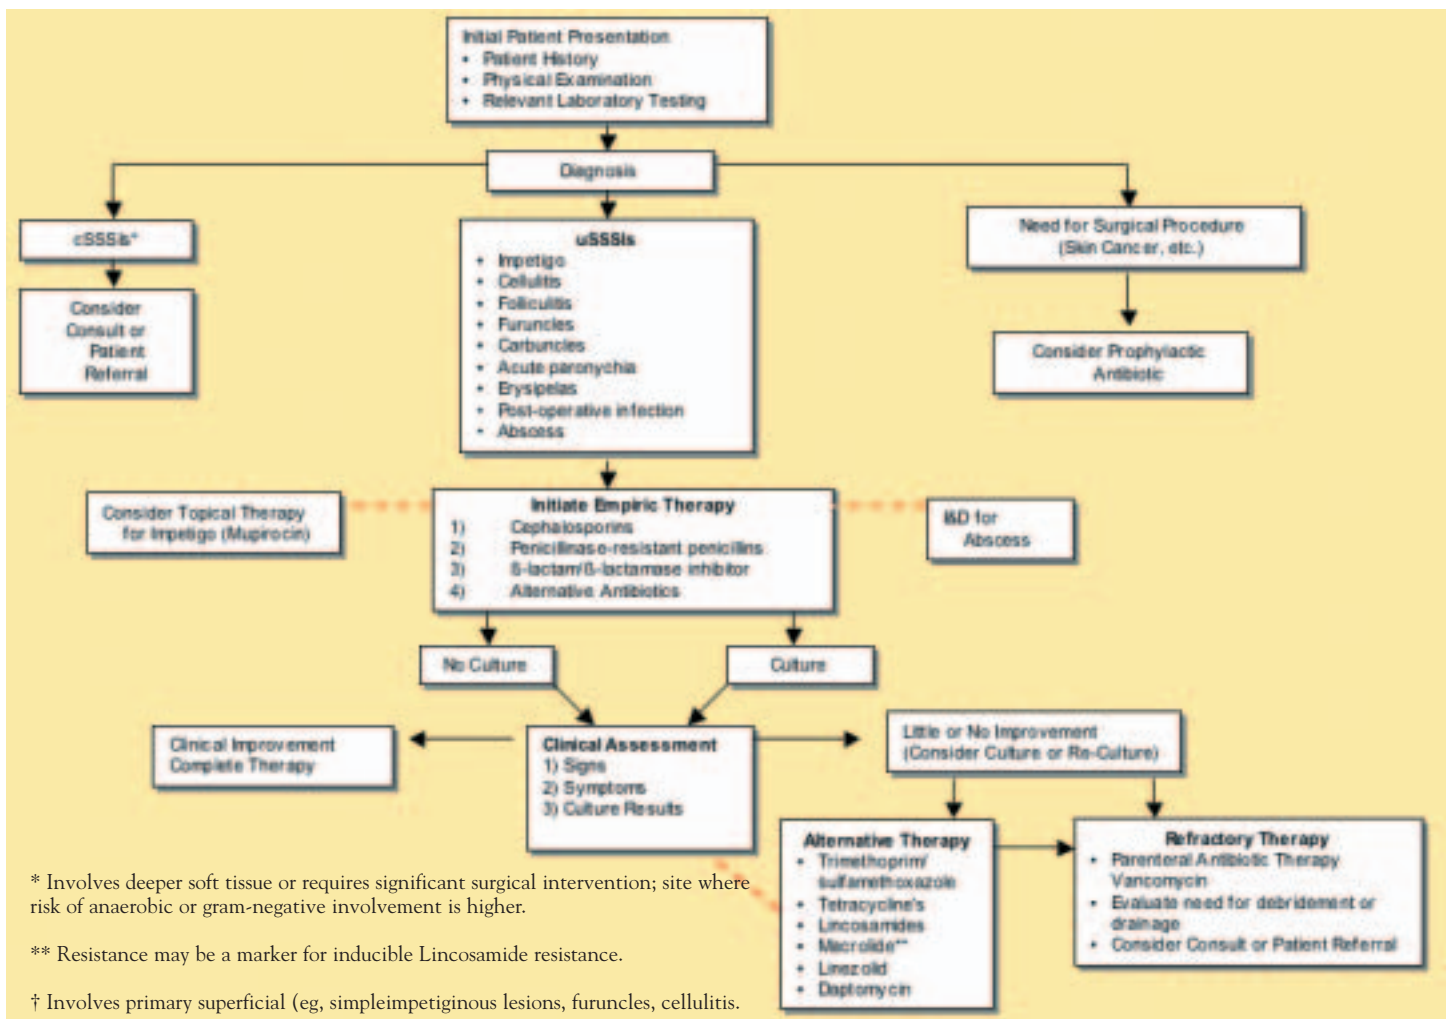 Initial Patient Presentation
• Patient History
• Physical Examination
• Relevant Laboratory Testing
Diagnosis
cSSSIs*
Consider
Consult or
Patient
Referral
uSSSIs
• Impetigo
• Cellulitis
• Folliculitis
• Furuncles
• Carbuncles
• Acute paronychia
• Erysipelas
• Post-operative infection
• Abscess
Need for Surgical Procedure
(Skin Cancer, etc.)
Consider Prophylactic
Antibiotic
Consider Topical Therapy
for Impetigo (Mupirocin)
Initiate Empiric Therapy
1) Cephalosporins
2) Penicillinase-resistant penicillins
3) ß-lactam/ß-lactamase inhibitor
4) Alternative Antibiotics
I&D for
Abscess
No Culture
Culture
Clinical Improvement
Complete Therapy
Clinical Assessment
1) Signs
2) Symptoms
3) Culture Results
Little or No Improvement
(Consider Culture or Re-Culture)
Alternative Therapy
• Trimethoprim/
sulfamethoxazole
• Tetracycline's
• Lincosamides
• Macrolide**
• Linezolid
• Daptomycin
Refractory Therapy
• Parenteral Antibiotic Therapy
Vancomycin
• Evaluate need for debridement or
drainage
• Consider Consult or Patient Referral
* Involves deeper soft tissue or requires significant surgical intervention; site where
risk of anaerobic or gram-negative involvement is higher.
** Resistance may be a marker for inducible Lincosamide resistance.
† Involves primary superficial (eg, simpleimpetiginous lesions, furuncles, cellulitis.